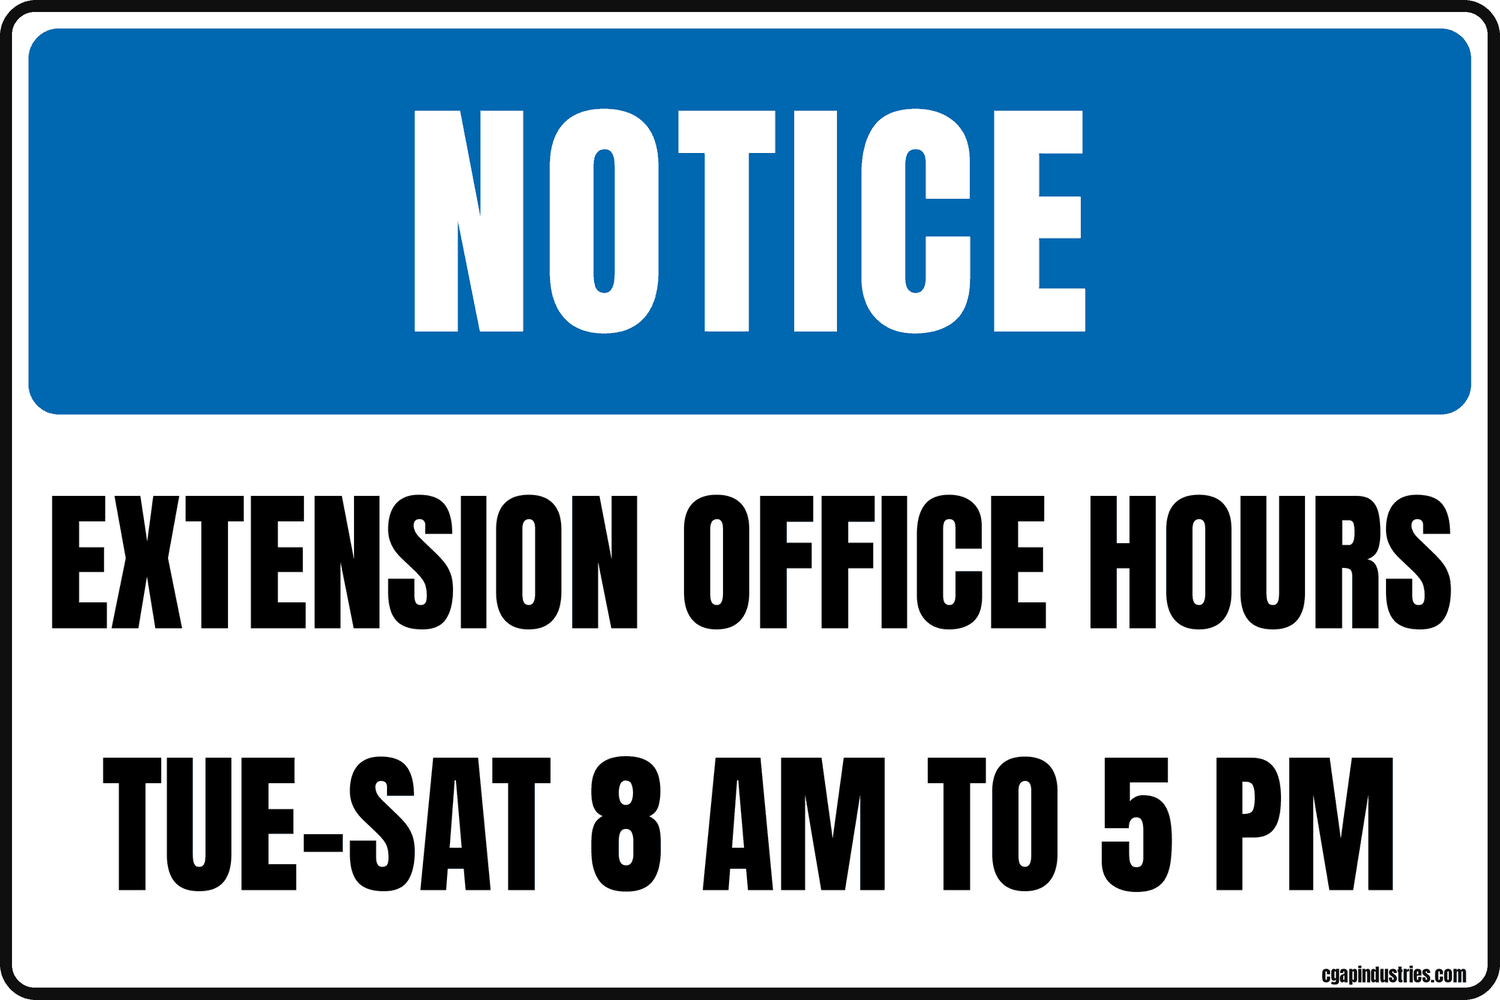 NOTICE
EXTENSION OFFICE HOURS
TUE-SAT 8 AM TO 5 PM
cgapindustries.com